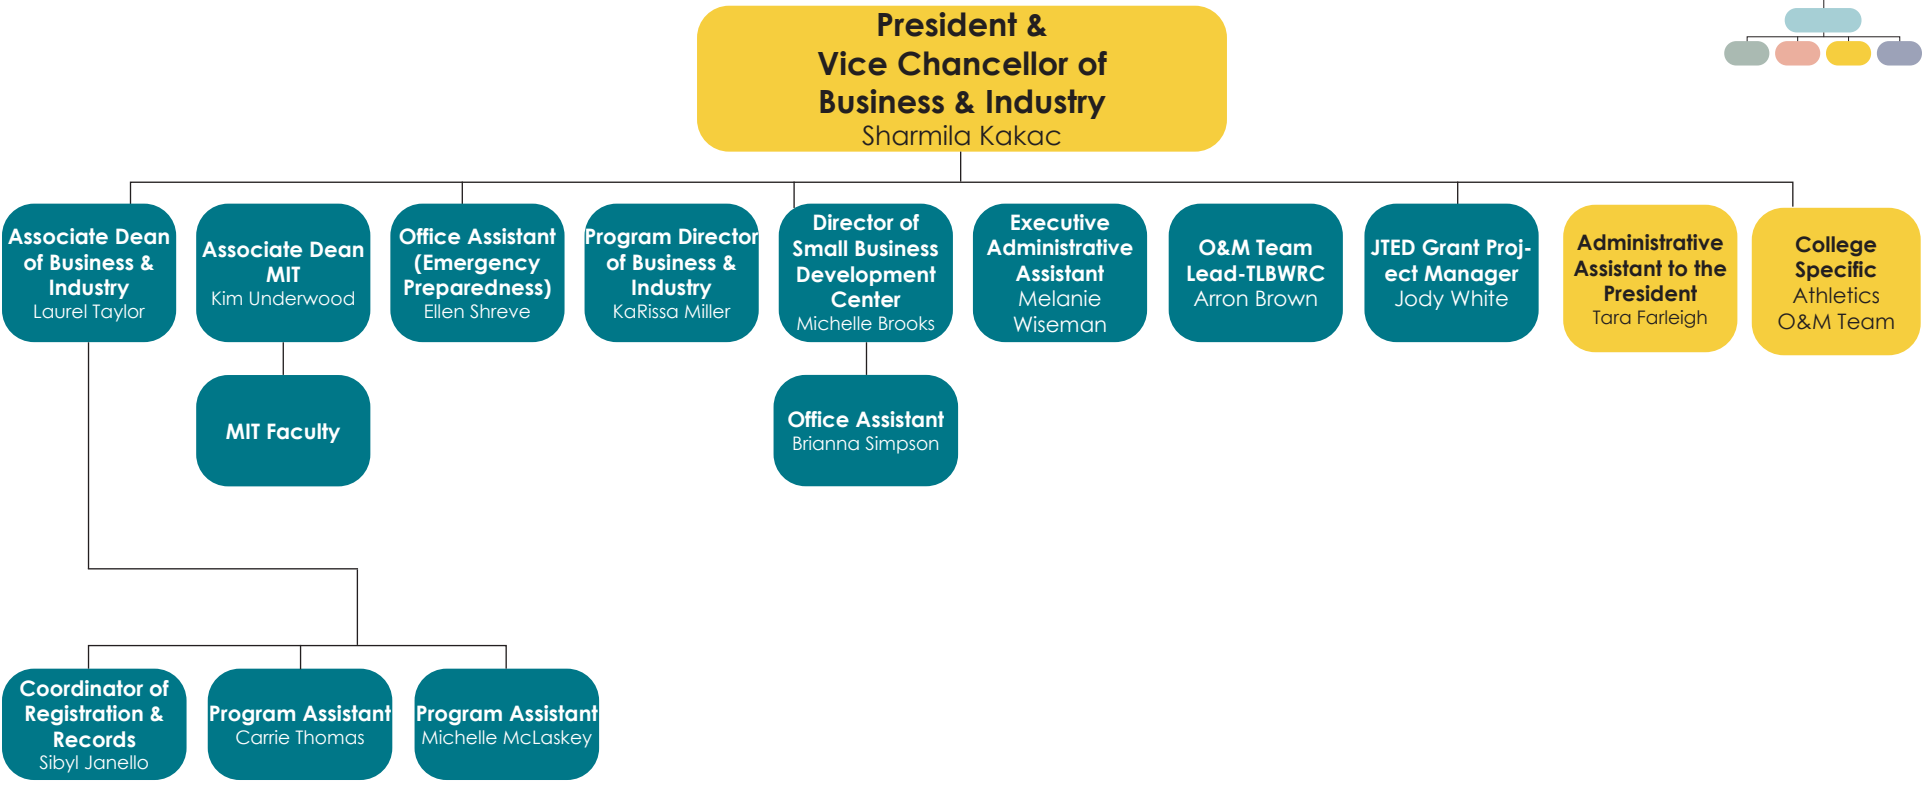 President &
Vice Chancellor of
Business & Industry
Sharmila Kakac
Associate Dean
of Business &
Industry
Laurel Taylor
Associate Dean
MIT
Kim Underwood
Office Assistant
(Emergency
Preparedness)
Ellen Shreve
Program Director
of Business &
Industry
KaRissa Miller
Director of
Small Business
Development
Center
Michelle Brooks
Executive
Administrative
Assistant
Melanie
Wiseman
O&M Team
Lead-TLBWRC
Arron Brown
JTED Grant Proj-
ect Manager
Jody White
Administrative
Assistant to the
President
Tara Farleigh
College
Specific
Athletics
O&M Team
MIT Faculty
Office Assistant
Brianna Simpson
Coordinator of
Registration &
Records
Sibyl Janello
Program Assistant
Carrie Thomas
Program Assistant
Michelle McLaskey